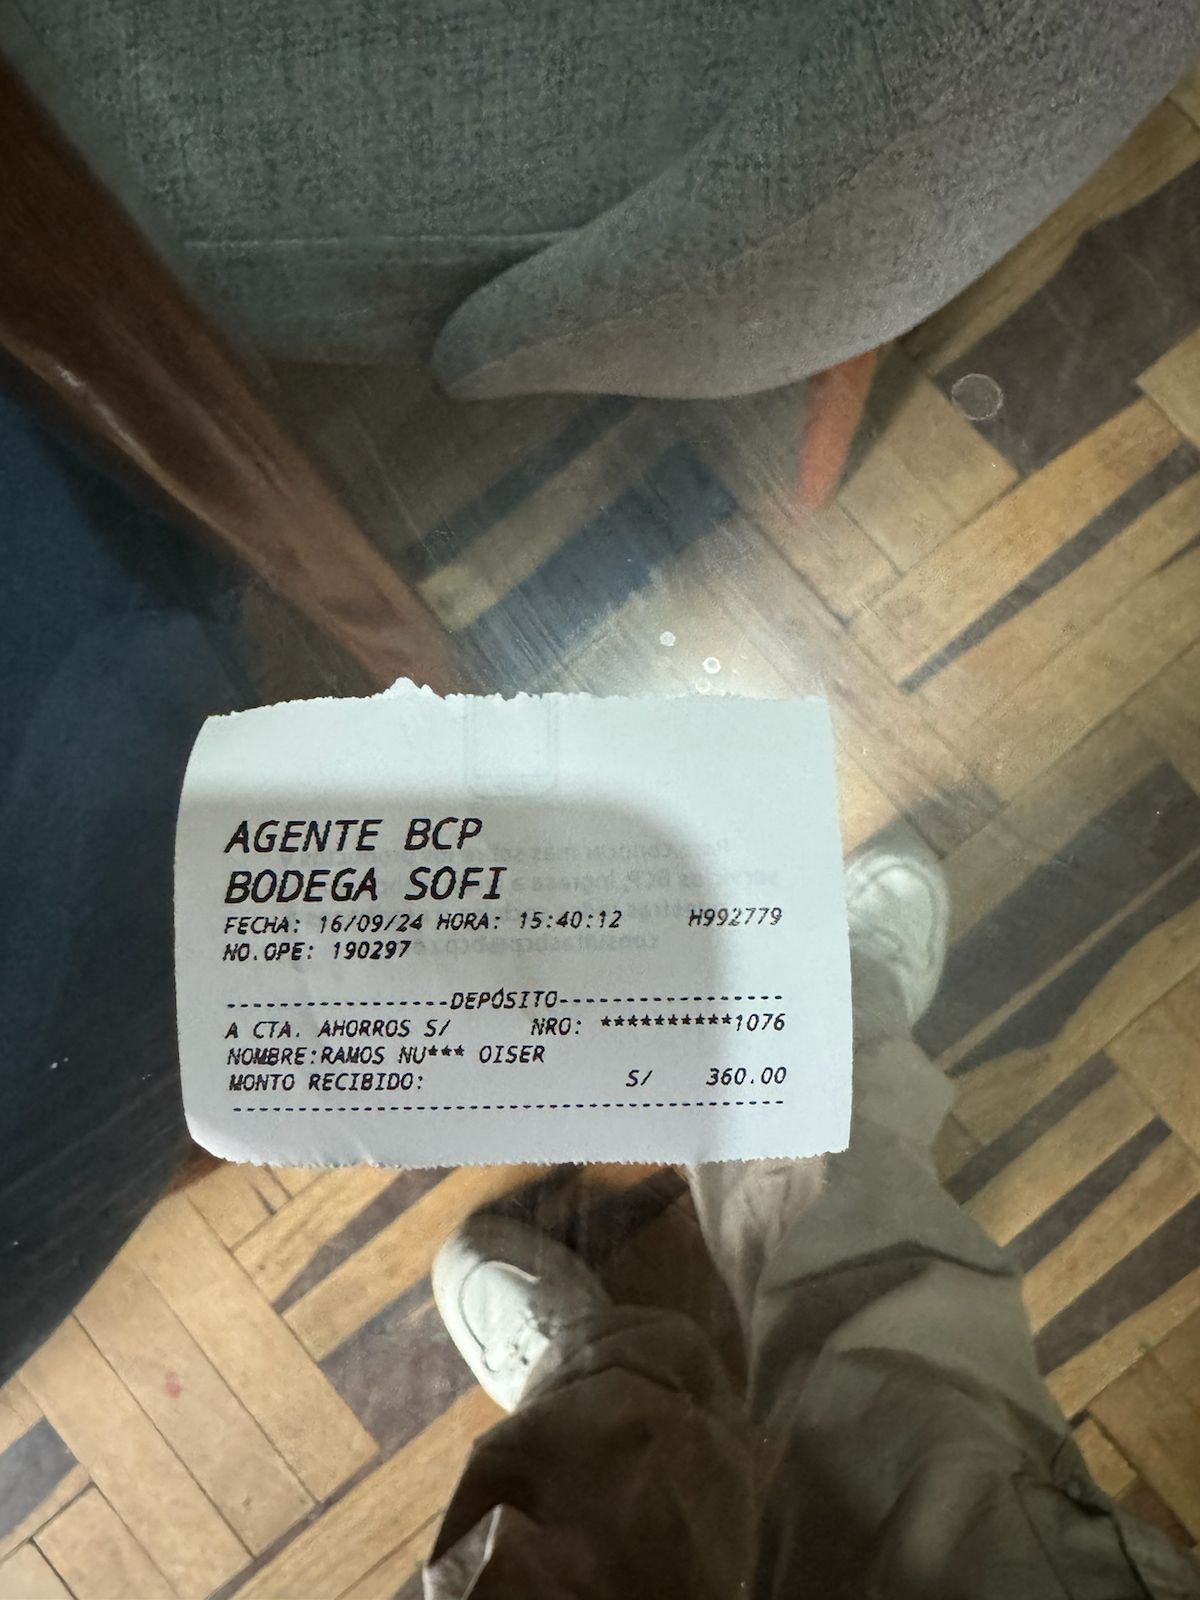 AGENTE BCP
BODEGA SOFI
FECHA: 16/09/24 HORA: 15:40:12 H992779
NO.OPE: 190297
-----------------DEPÓSITO-----------------
A CTA. AHORROS S/ NRO: **********1076
NOMBRE:RAMOS NU*** OISER
MONTO RECIBIDO: S/ 360.00
------------------------------------------